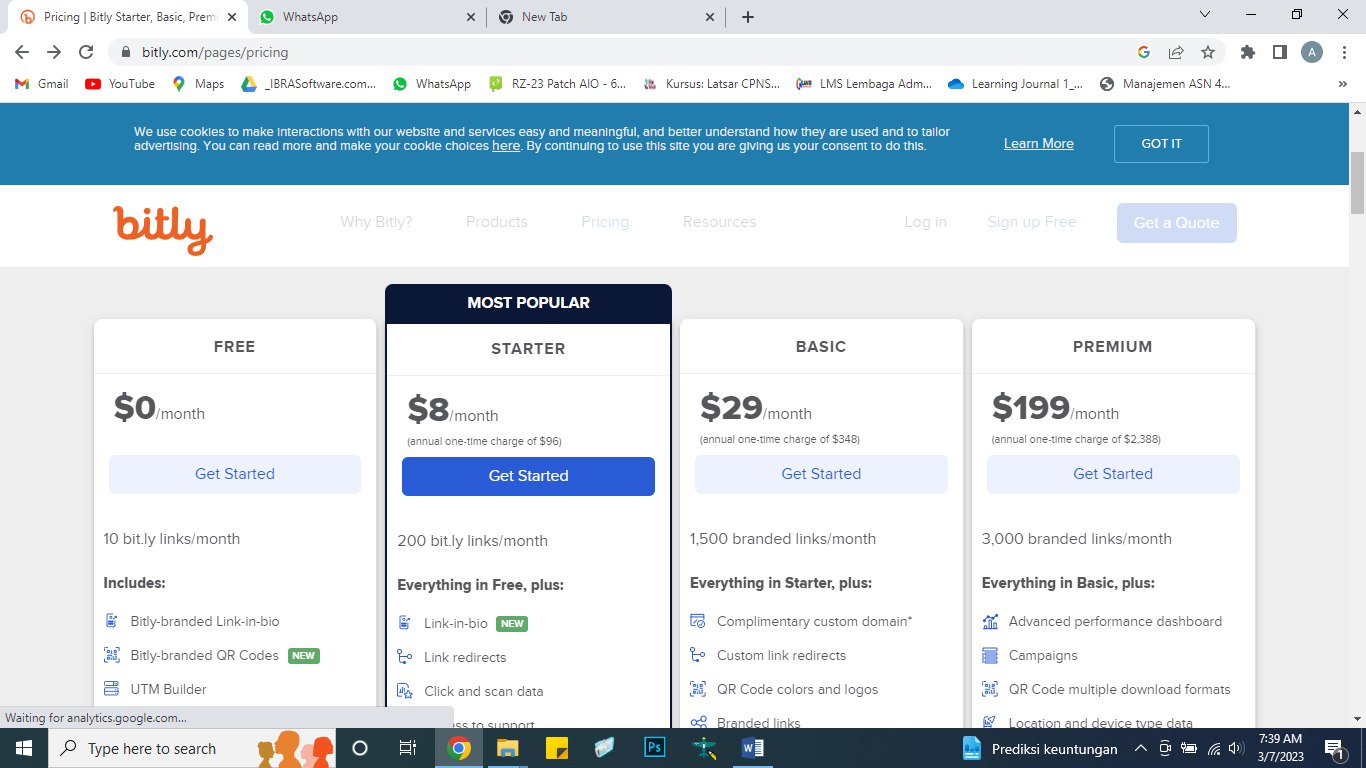 Pricing | Bitly Starter, Basic, Prem
WhatsApp
New Tab
bitly.com/pages/pricing
A
Gmail
YouTube
Maps
_IBRASoftware.com...
WhatsApp
RZ-23 Patch AIO - 6...
Kursus: Latsar CPNS...
LMS Lembaga Adm...
Learning Journal 1_...
Manajemen ASN 4...
We use cookies to make interactions with our website and services easy and meaningful, and better understand how they are used and to tailor
advertising. You can read more and make your cookie choices here. By continuing to use this site you are giving us your consent to do this.
Learn More
GOT IT
bitly
Why Bitly?
Products
Pricing
Resources
Log in
Sign up Free
Get a Quote
FREE
$0/month
Get Started
10 bit.ly links/month
Includes:
Bitly-branded Link-in-bio
Bitly-branded QR Codes NEW
UTM Builder
MOST POPULAR
STARTER
$8/month
(annual one-time charge of $96)
Get Started
200 bit.ly links/month
Everything in Free, plus:
Link-in-bio NEW
Link redirects
Click and scan data
ss to support
BASIC
$29/month
(annual one-time charge of $348)
Get Started
1,500 branded links/month
Everything in Starter, plus:
Complimentary custom domain*
Custom link redirects
QR Code colors and logos
Branded links
PREMIUM
$199/month
(annual one-time charge of $2,388)
Get Started
3,000 branded links/month
Everything in Basic, plus:
Advanced performance dashboard
Campaigns
QR Code multiple download formats
Location and device type data
Waiting for analytics.google.com...
Type here to search
Ps
W
Prediksi keuntungan
7:39 AM
3/7/2023
1